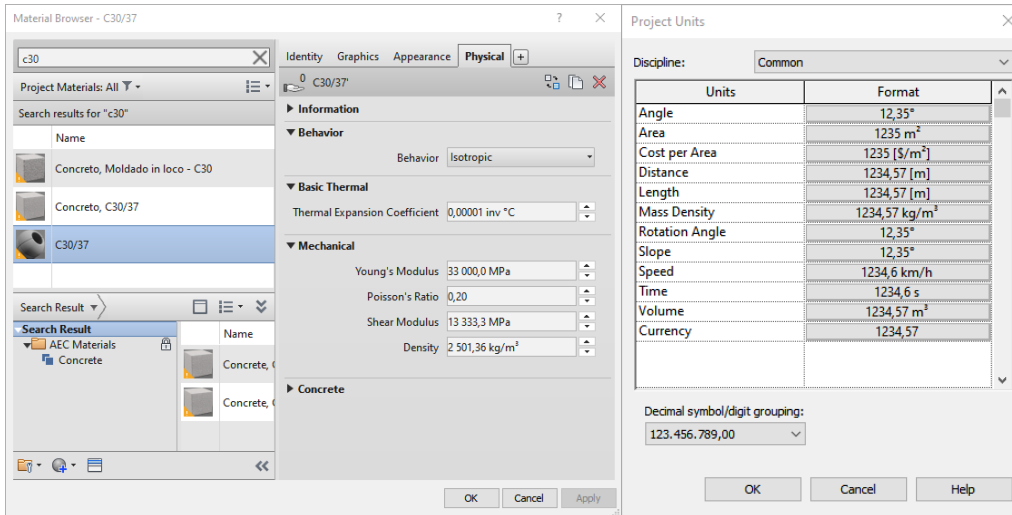 Material Browser - C30/37
?
c30
Project Materials: All
Search results for "c30"
Name
Concreto, Moldado in loco - C30
Concreto, C30/37
C30/37
Search Result
Search Result
AEC Materials
Concrete
Name
Concrete, C
Concrete, C
Identity Graphics Appearance Physical +
0 C30/37'
Information
Behavior
Behavior Isotropic
Basic Thermal
Thermal Expansion Coefficient 0,00001 inv °C
Mechanical
Young's Modulus 33 000,0 MPa
Poisson's Ratio 0,20
Shear Modulus 13 333,3 MPa
Density 2 501,36 kg/m³
Concrete
OK Cancel Apply
Project Units
Discipline: Common
Units Format
Angle 12,35°
Area 1235 m²
Cost per Area 1235 [$/m²]
Distance 1234,57 [m]
Length 1234,57 [m]
Mass Density 1234,57 kg/m³
Rotation Angle 12,35°
Slope 12,35°
Speed 1234,6 km/h
Time 1234,6 s
Volume 1234,57 m³
Currency 1234,57
Decimal symbol/digit grouping:
123.456.789,00
OK Cancel Help